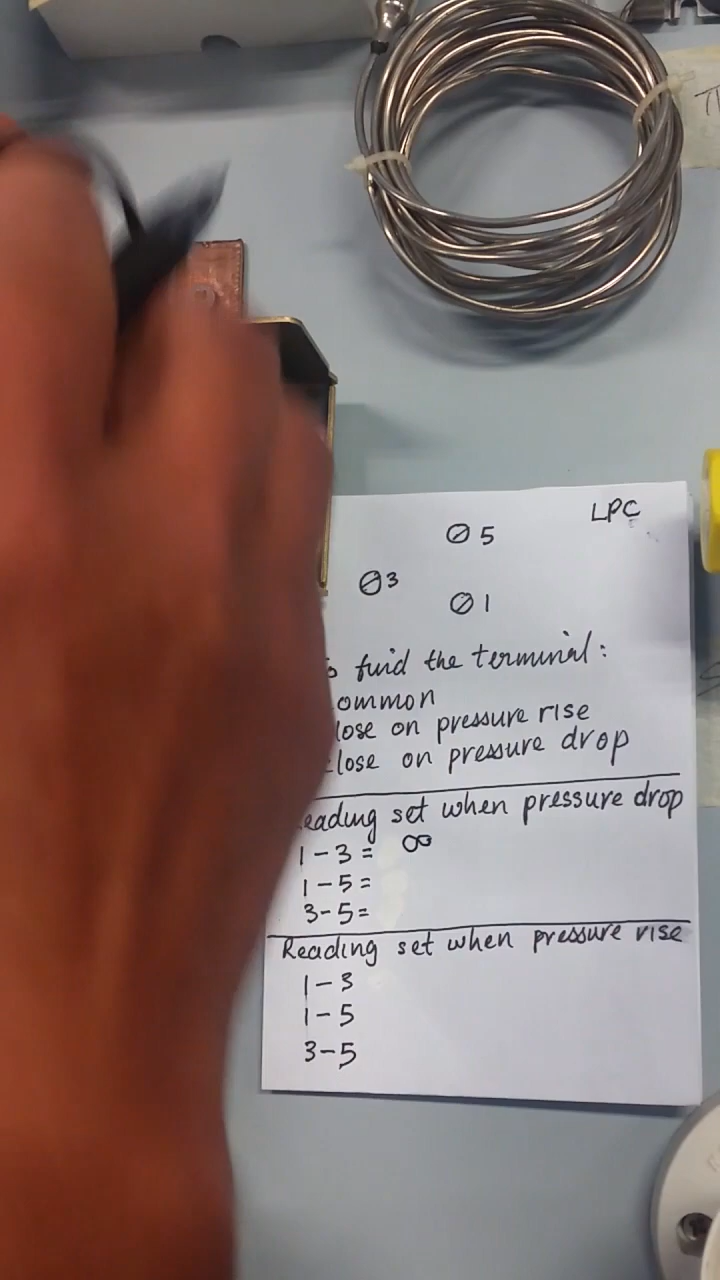 LPC
5
3
1
fuid the terminal:
ommon
lose on pressure rise
lose on pressure drop
eading set when pressure drop
1-3= ∞
1-5=
3-5=
Reading set when pressure rise
1-3
1-5
3-5